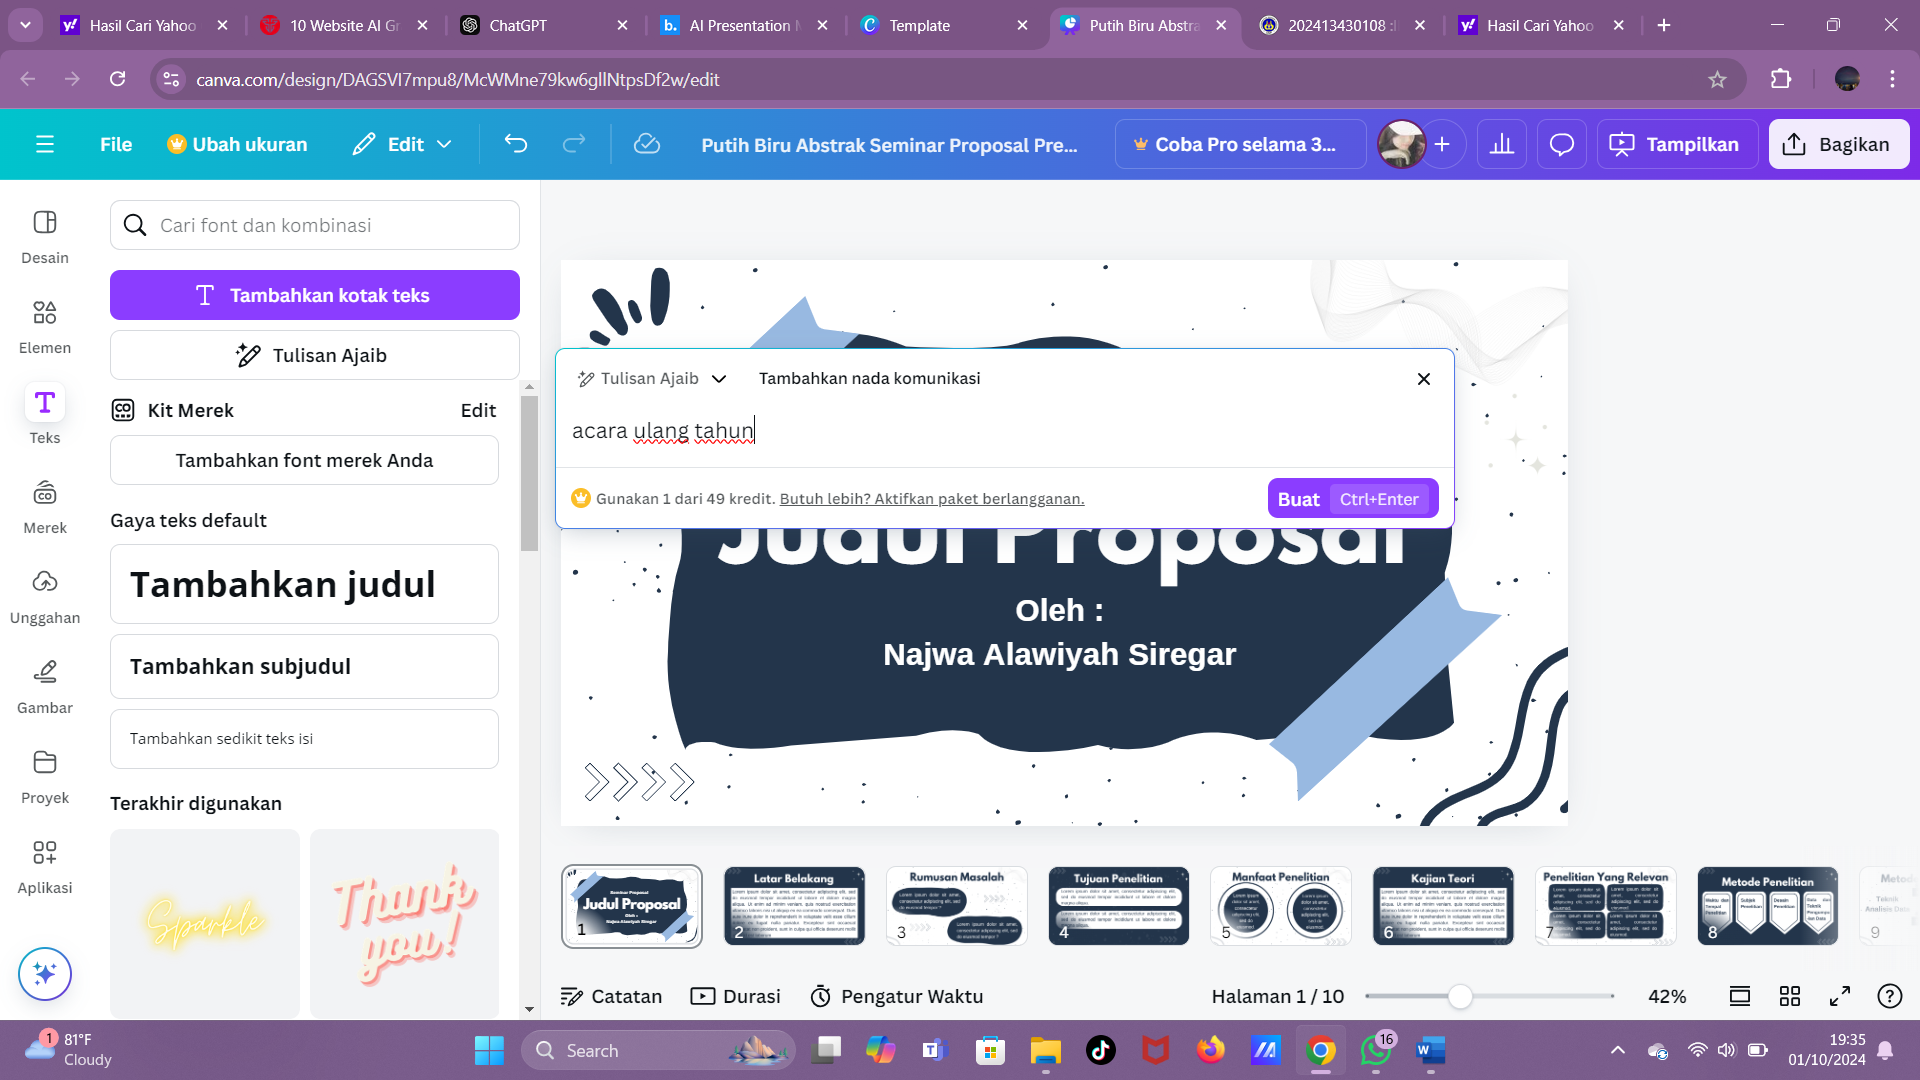 Hasil Cari Yahoo
10 Website AI Gr
ChatGPT
AI Presentation M
Template
Putih Biru Abstra
202413430108 :
Hasil Cari Yahoo
canva.com/design/DAGSVI7mpu8/McWMne79kw6gllNtpsDf2w/edit
File
Ubah ukuran
Edit
Putih Biru Abstrak Seminar Proposal Pre...
Coba Pro selama 3...
Tampilkan
Bagikan
Desain
Elemen
Teks
Merek
Unggahan
Gambar
Proyek
Aplikasi
Cari font dan kombinasi
Tambahkan kotak teks
Tulisan Ajaib
Kit Merek
Edit
Tambahkan font merek Anda
Gaya teks default
Tambahkan judul
Tambahkan subjudul
Tambahkan sedikit teks isi
Terakhir digunakan
Sparkle
Thank you!
Tulisan Ajaib
Tambahkan nada komunikasi
acara ulang tahun
Gunakan 1 dari 49 kredit. Butuh lebih? Aktifkan paket berlangganan.
Buat Ctrl+Enter
Judul Proposal
Oleh :
Najwa Alawiyah Siregar
Seminar Proposal
Judul Proposal
Oleh :
Najwa Alawiyah Siregar
1
Latar Belakang
2
Rumusan Masalah
3
Tujuan Penelitian
4
Manfaat Penelitian
5
Kajian Teori
6
Penelitian Yang Relevan
7
Metode Penelitian
8
9
Catatan
Durasi
Pengatur Waktu
Halaman 1 / 10
42%
1
81°F
Cloudy
Search
16
19:35
01/10/2024